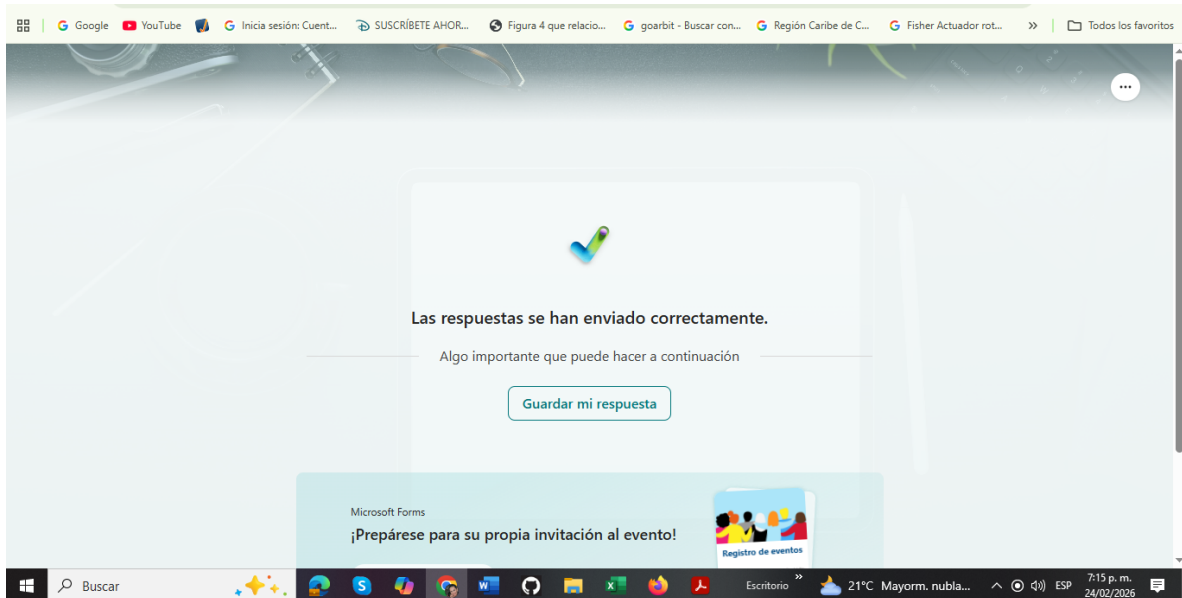 Google
YouTube
Inicia sesión: Cuent...
SUSCRÍBETE AHOR...
Figura 4 que relacio...
goarbit - Buscar con...
Región Caribe de C...
Fisher Actuador rot...
Todos los favoritos
Las respuestas se han enviado correctamente.
Algo importante que puede hacer a continuación
Guardar mi respuesta
Microsoft Forms
¡Prepárese para su propia invitación al evento!
Registro de eventos
Buscar
Escritorio
21°C Mayorm. nubla...
ESP
7:15 p. m.
24/02/2026